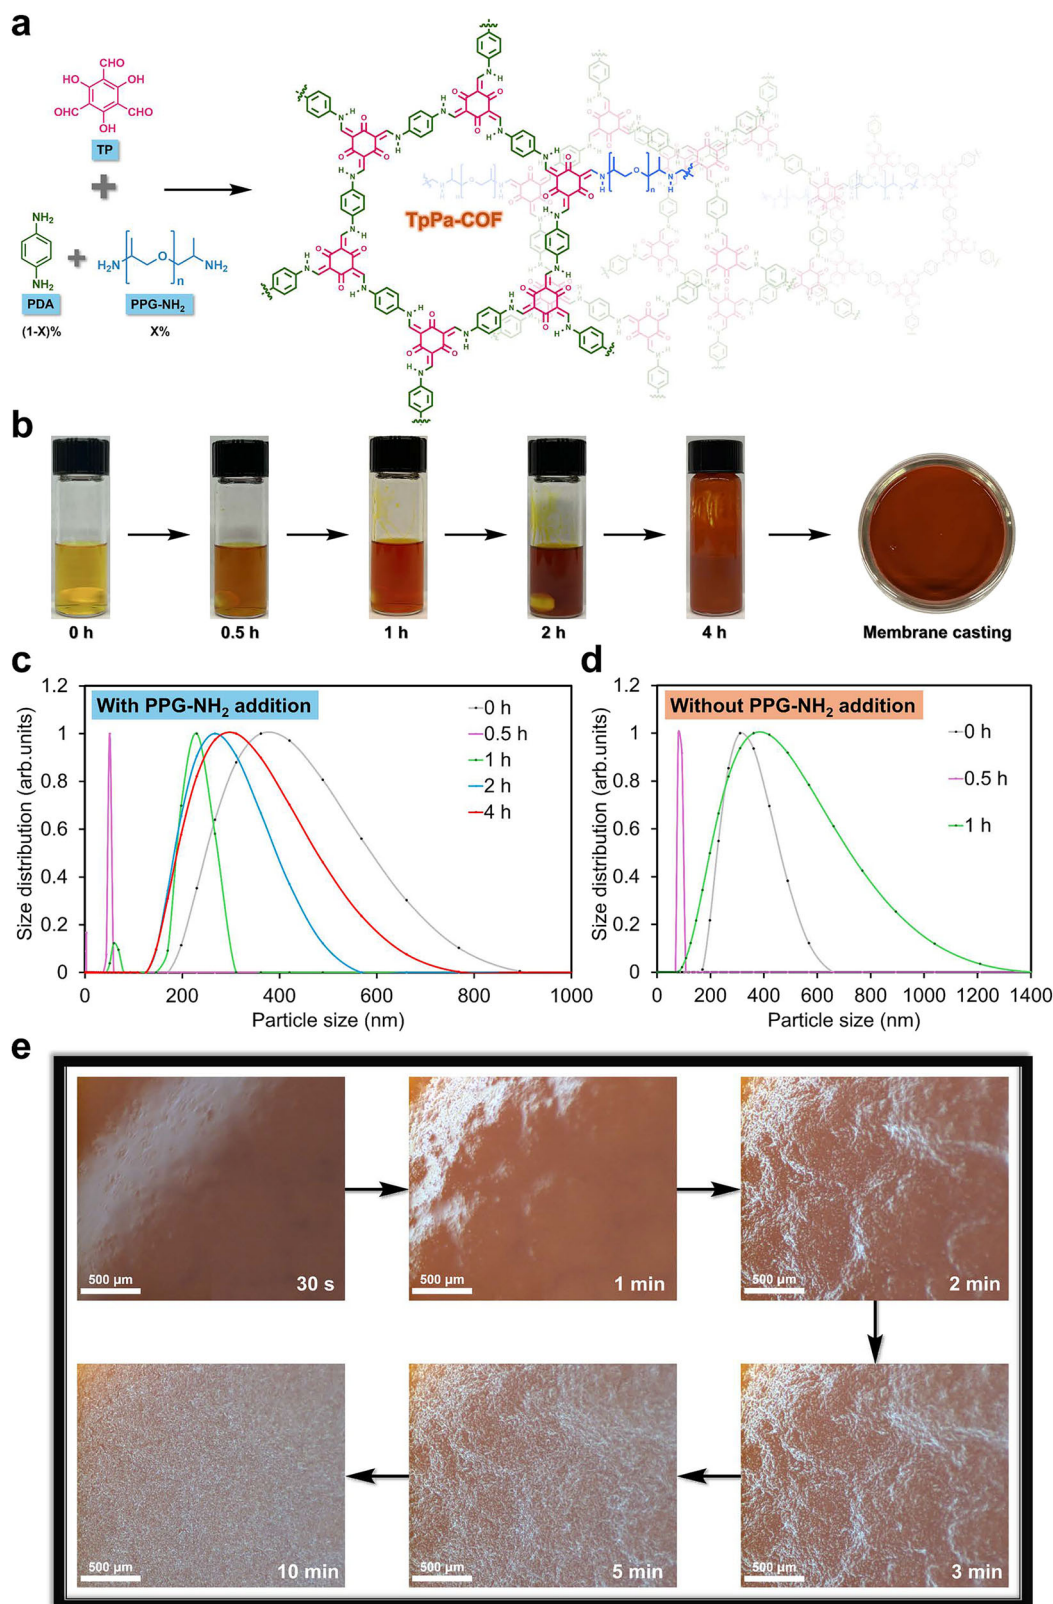 a
CHO
HO
OH
OHC
CHO
OH
TP
NH2
NH2
PDA
(1-X)%
H2N
O
n
NH2
PPG-NH2
X%
TpPa-COF
b
0 h
0.5 h
1 h
2 h
4 h
Membrane casting
c
With PPG-NH2 addition
0 h
0.5 h
1 h
2 h
4 h
Size distribution (arb.units)
1.2
1
0.8
0.6
0.4
0.2
0
0 200 400 600 800 1000
Particle size (nm)
d
Without PPG-NH2 addition
0 h
0.5 h
1 h
Size distribution (arb.units)
1.2
1
0.8
0.6
0.4
0.2
0
0 200 400 600 800 1000 1200 1400
Particle size (nm)
e
500 µm
30 s
500 µm
1 min
500 µm
2 min
500 µm
10 min
500 µm
5 min
500 µm
3 min